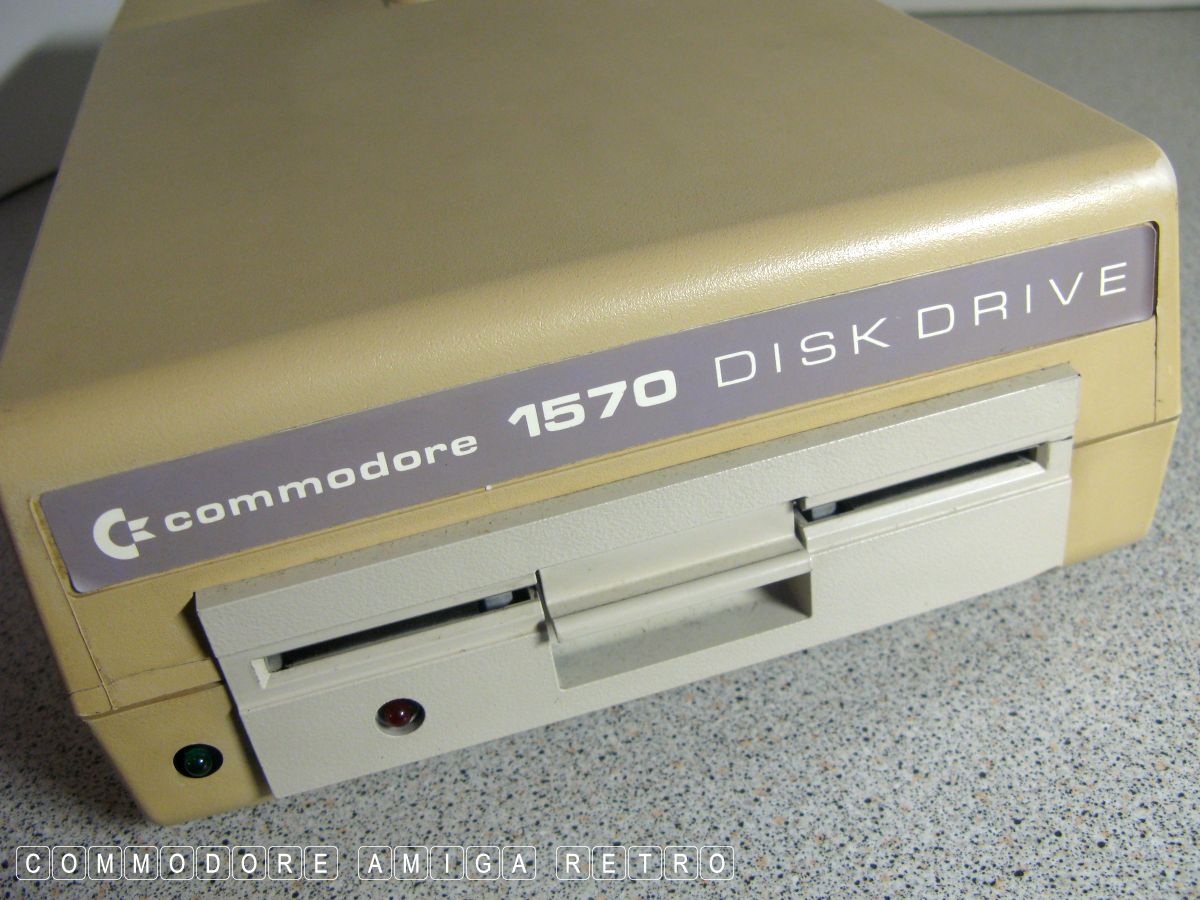 commodore 1570 DISK DRIVE
COMMODORE AMIGA RETRO